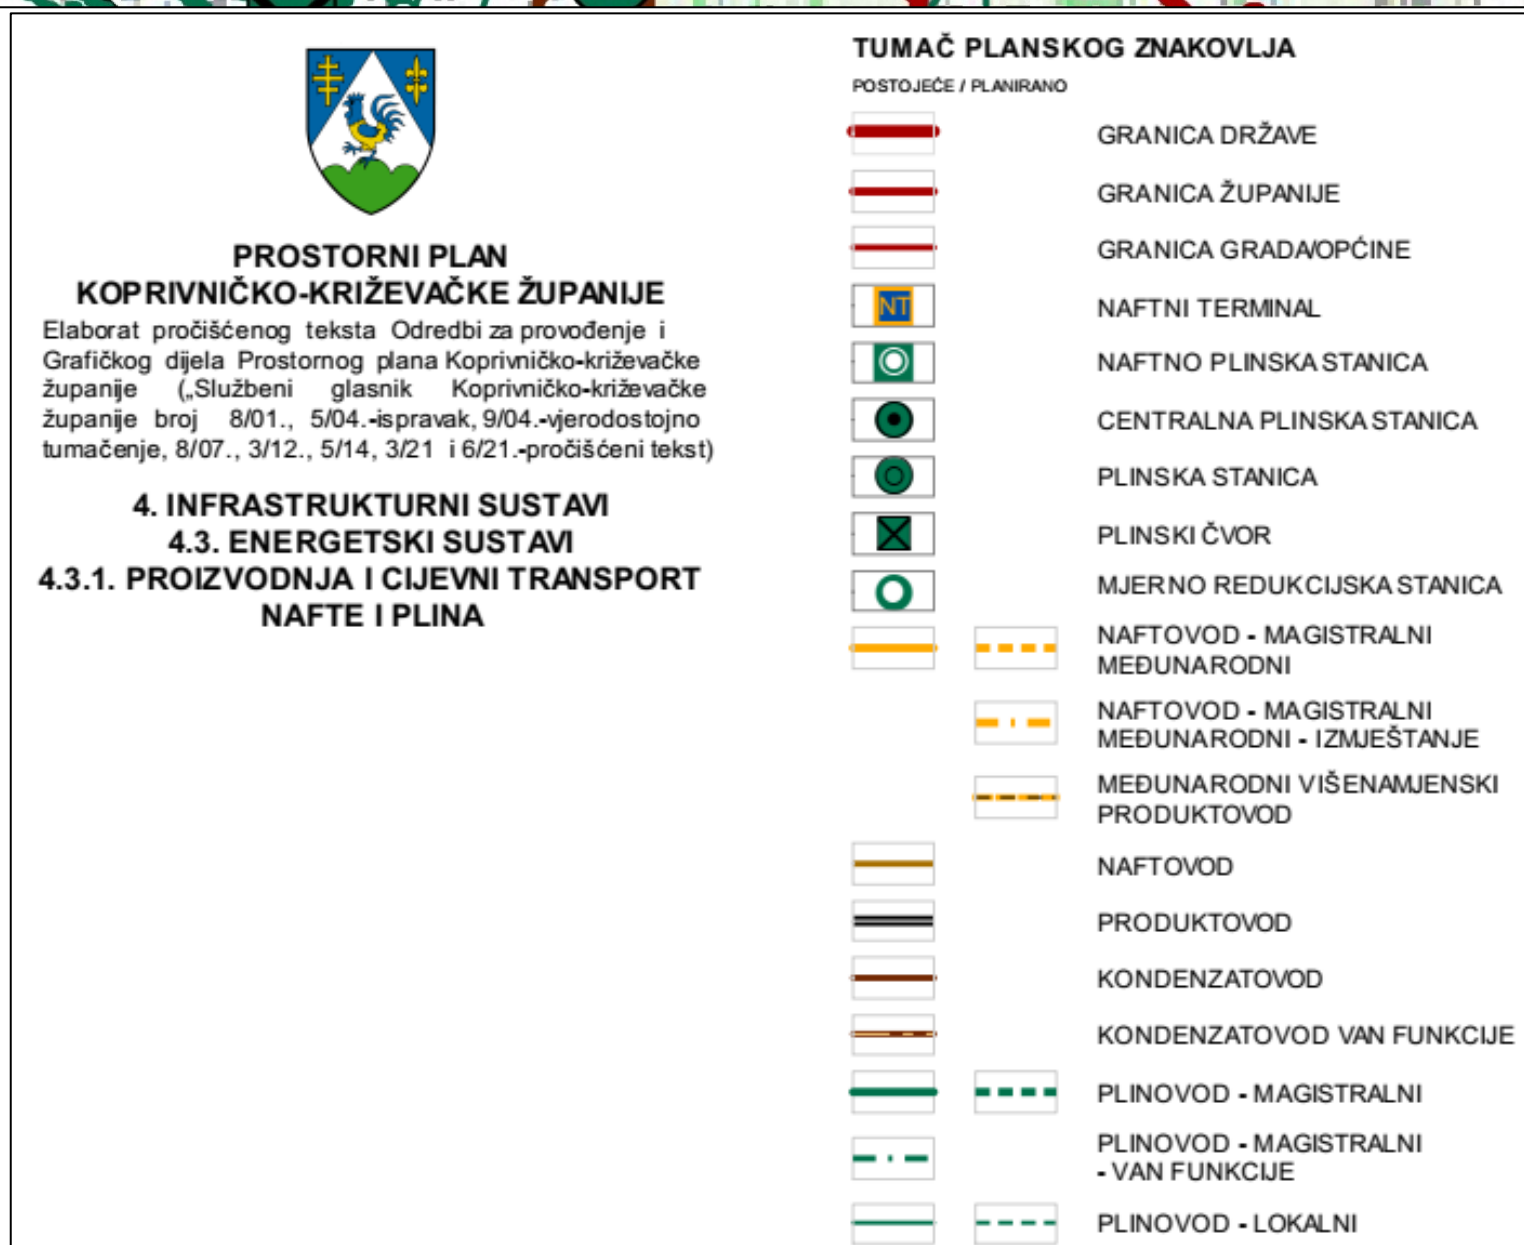 PROSTORNI PLAN
KOPRIVNIČKO-KRIŽEVAČKE ŽUPANIJE
Elaborat pročišćenog teksta Odredbi za provođenje i
Grafičkog dijela Prostornog plana Koprivničko-križevačke
županije („Službeni glasnik Koprivničko-križevačke
županije broj 8/01., 5/04.-ispravak, 9/04.-vjerodostojno
tumačenje, 8/07., 3/12., 5/14, 3/21 i 6/21.-pročišćeni tekst)
4. INFRASTRUKTURNI SUSTAVI
4.3. ENERGETSKI SUSTAVI
4.3.1. PROIZVODNJA I CIJEVNI TRANSPORT
NAFTE I PLINA
TUMAČ PLANSKOG ZNAKOVLJA
POSTOJEĆE / PLANIRANO
GRANICA DRŽAVE
GRANICA ŽUPANIJE
GRANICA GRADA/OPĆINE
NT NAFTNI TERMINAL
NAFTNO PLINSKA STANICA
CENTRALNA PLINSKA STANICA
PLINSKA STANICA
PLINSKI ČVOR
MJERNO REDUKCIJSKA STANICA
NAFTOVOD - MAGISTRALNI
MEĐUNARODNI
NAFTOVOD - MAGISTRALNI
MEĐUNARODNI - IZMJEŠTANJE
MEĐUNARODNI VIŠENAMJENSKI
PRODUKTOVOD
NAFTOVOD
PRODUKTOVOD
KONDENZATOVOD
KONDENZATOVOD VAN FUNKCIJE
PLINOVOD - MAGISTRALNI
PLINOVOD - MAGISTRALNI
- VAN FUNKCIJE
PLINOVOD - LOKALNI